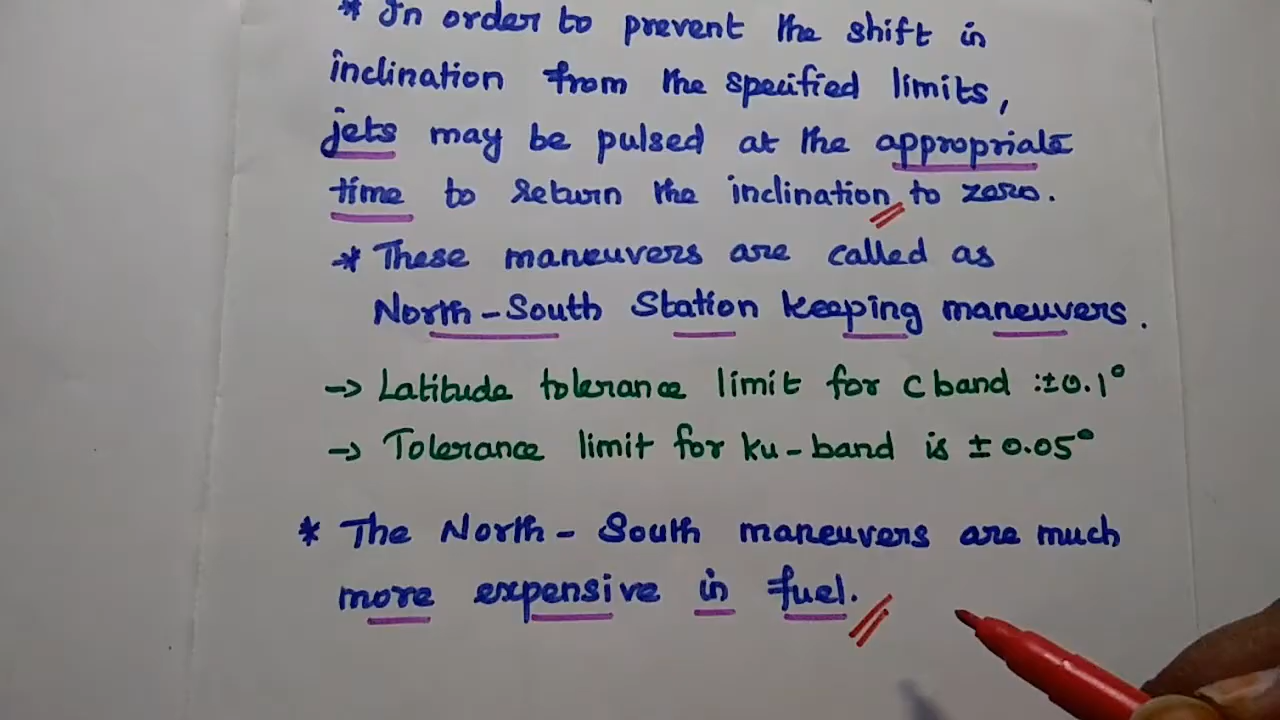 * In order to prevent the shift in
inclination from the specified limits,
jets may be pulsed at the appropriate
time to return the inclination to zero.
* These maneuvers are called as
North-South Station keeping maneuvers.
-> Latitude tolerance limit for C band :±0.1°
-> Tolerance limit for ku-band is ±0.05°
* The North-South maneuvers are much
more expensive in fuel.